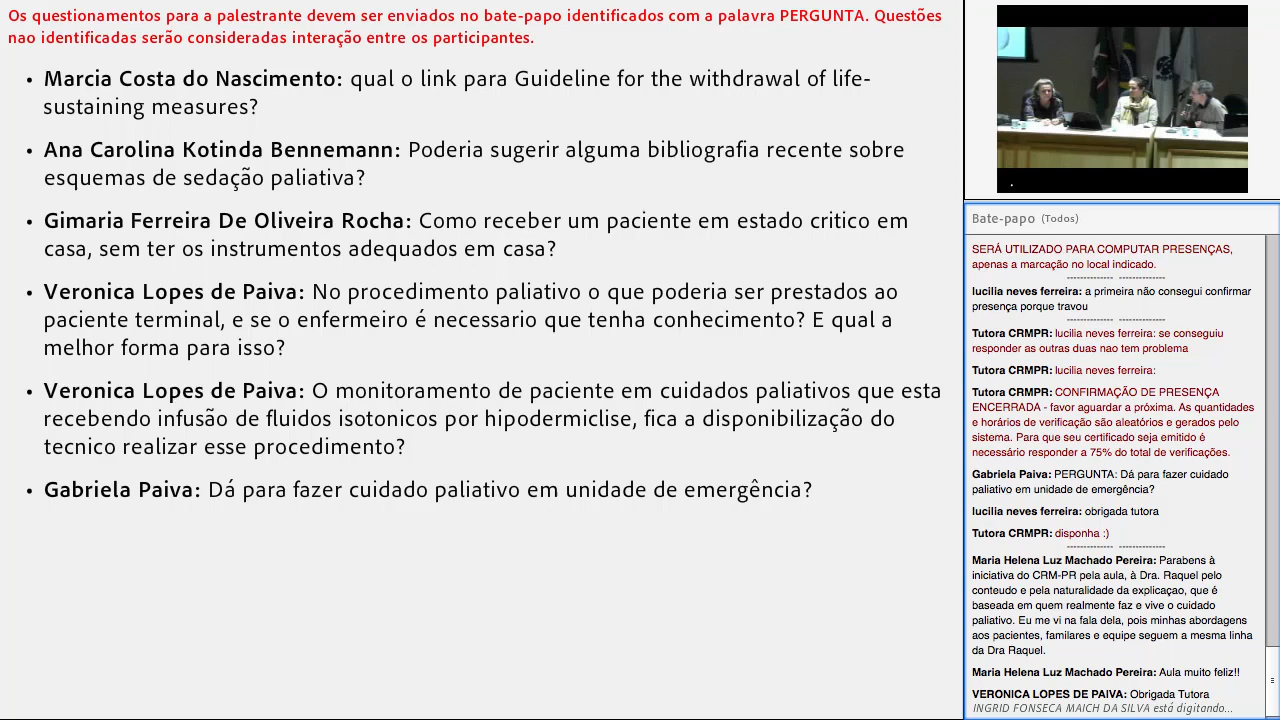 Os questionamentos para a palestrante devem ser enviados no bate-papo identificados com a palavra PERGUNTA. Questões
nao identificadas serão consideradas interação entre os participantes.
• Marcia Costa do Nascimento: qual o link para Guideline for the withdrawal of life-
sustaining measures?
• Ana Carolina Kotinda Bennemann: Poderia sugerir alguma bibliografia recente sobre
esquemas de sedação paliativa?
• Gimaria Ferreira De Oliveira Rocha: Como receber um paciente em estado critico em
casa, sem ter os instrumentos adequados em casa?
• Veronica Lopes de Paiva: No procedimento paliativo o que poderia ser prestados ao
paciente terminal, e se o enfermeiro é necessario que tenha conhecimento? E qual a
melhor forma para isso?
• Veronica Lopes de Paiva: O monitoramento de paciente em cuidados paliativos que esta
recebendo infusão de fluidos isotonicos por hipodermiclise, fica a disponibilização do
tecnico realizar esse procedimento?
• Gabriela Paiva: Dá para fazer cuidado paliativo em unidade de emergência?
Bate-papo (Todos)
SERÁ UTILIZADO PARA COMPUTAR PRESENÇAS,
apenas a marcação no local indicado.
-------------- --------------
lucilia neves ferreira: a primeira não consegui confirmar
presença porque travou
-------------- --------------
Tutora CRMPR: lucilia neves ferreira: se conseguiu
responder as outras duas nao tem problema
Tutora CRMPR: lucilia neves ferreira:
Tutora CRMPR: CONFIRMAÇÃO DE PRESENÇA
ENCERRADA - favor aguardar a próxima. As quantidades
e horários de verificação são aleatórios e gerados pelo
sistema. Para que seu certificado seja emitido é
necessário responder a 75% do total de verificações.
Gabriela Paiva: PERGUNTA: Dá para fazer cuidado
paliativo em unidade de emergência?
lucilia neves ferreira: obrigada tutora
Tutora CRMPR: disponha :)
-------------- --------------
Maria Helena Luz Machado Pereira: Parabens à
iniciativa do CRM-PR pela aula, à Dra. Raquel pelo
conteudo e pela naturalidade da explicaçao, que é
baseada em quem realmente faz e vive o cuidado
paliativo. Eu me vi na fala dela, pois minhas abordagens
aos pacientes, familares e equipe seguem a mesma linha
da Dra Raquel.
Maria Helena Luz Machado Pereira: Aula muito feliz!!
VERONICA LOPES DE PAIVA: Obrigada Tutora
INGRID FONSECA MAICH DA SILVA está digitando...